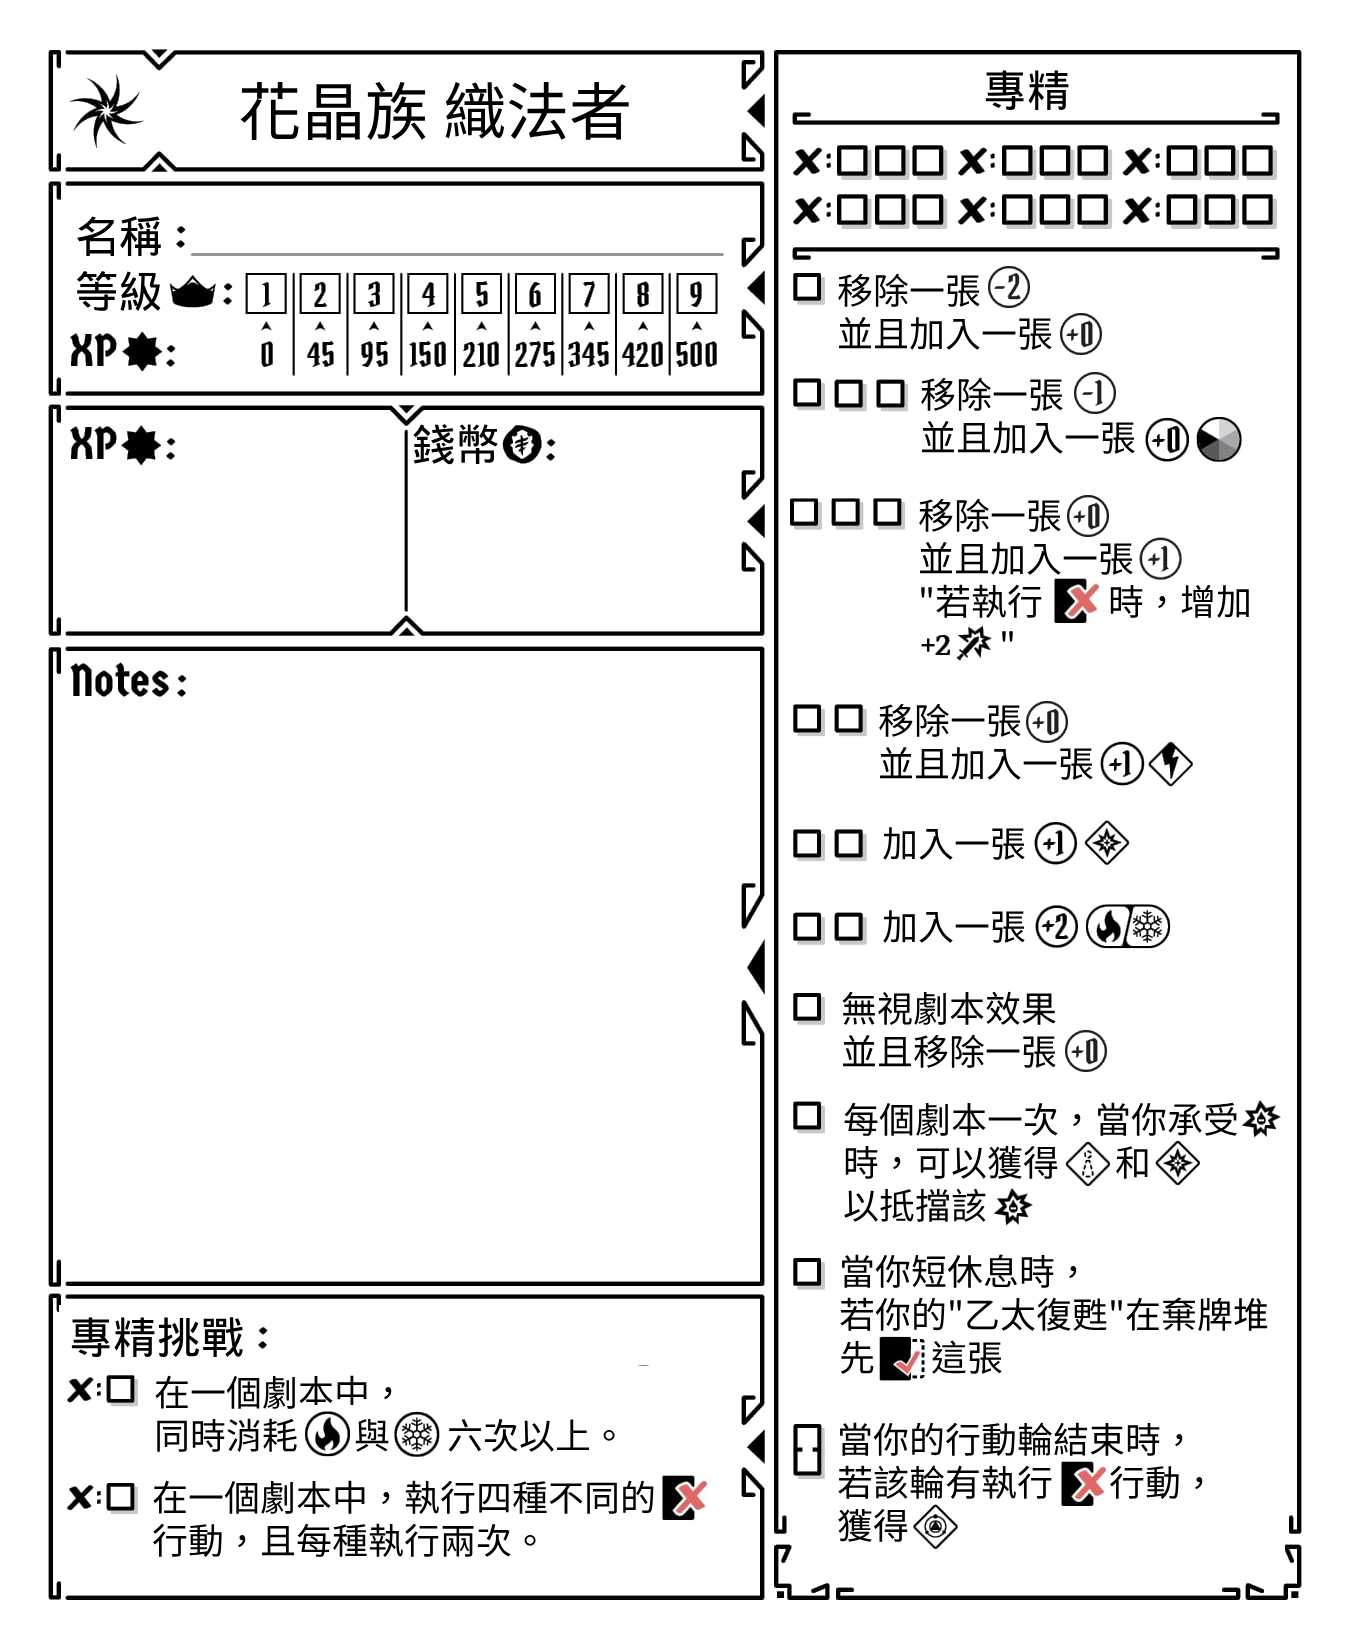 花晶族 織法者
名稱：
等級：1 2 3 4 5 6 7 8 9
XP：0 45 95 150 210 275 345 420 500
XP：
錢幣：
Notes：
專精挑戰：
在一個劇本中，
同時消耗 與 六次以上。
在一個劇本中，執行四種不同的
行動，且每種執行兩次。
專精
移除一張 -2
並且加入一張 +0
移除一張 -1
並且加入一張 +0
移除一張 +0
並且加入一張 +1
"若執行 時，增加
+2 "
移除一張 +0
並且加入一張 +1
加入一張 +1
加入一張 +2
無視劇本效果
並且移除一張 +0
每個劇本一次，當你承受
時，可以獲得 和
以抵擋該
當你短休息時，
若你的"乙太復甦"在棄牌堆
先 這張
當你的行動輪結束時，
若該輪有執行 行動，
獲得